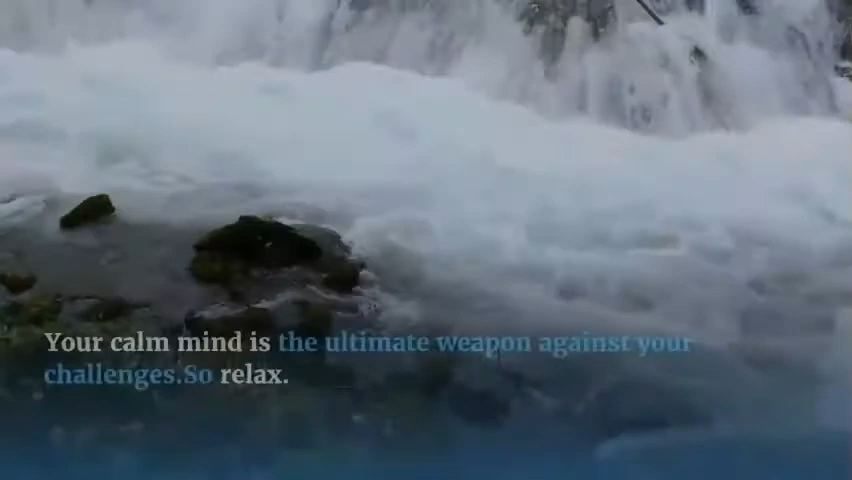 Your calm mind is the ultimate weapon against your
challenges.So relax.